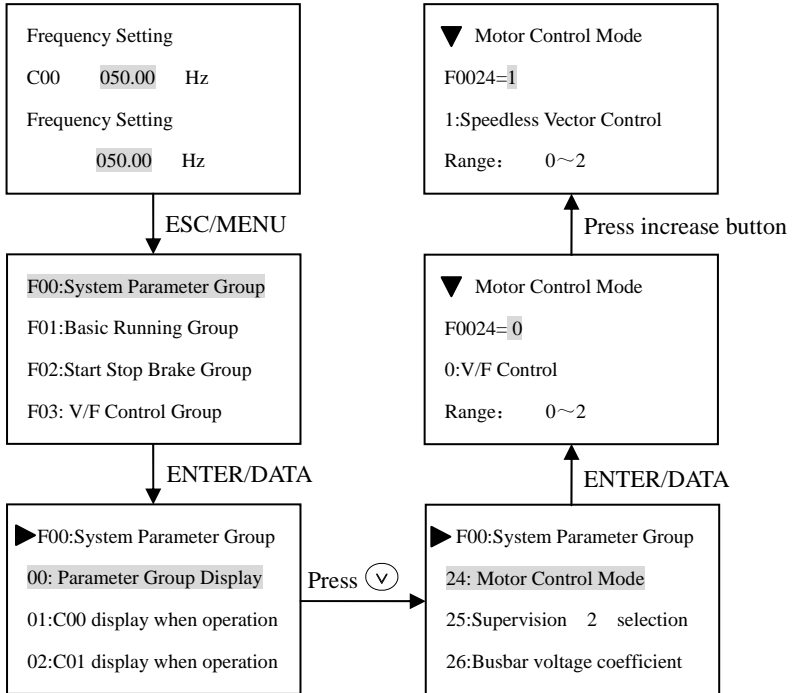 Frequency Setting
C00 050.00 Hz
Frequency Setting
050.00 Hz
ESC/MENU
F00:System Parameter Group
F01:Basic Running Group
F02:Start Stop Brake Group
F03: V/F Control Group
ENTER/DATA
▶F00:System Parameter Group
00: Parameter Group Display
01:C00 display when operation
02:C01 display when operation
Press
▶ F00:System Parameter Group
24: Motor Control Mode
25:Supervision 2 selection
26:Busbar voltage coefficient
ENTER/DATA
▼ Motor Control Mode
F0024= 0
0:V/F Control
Range： 0～2
Press increase button
▼ Motor Control Mode
F0024=1
1:Speedless Vector Control
Range： 0～2